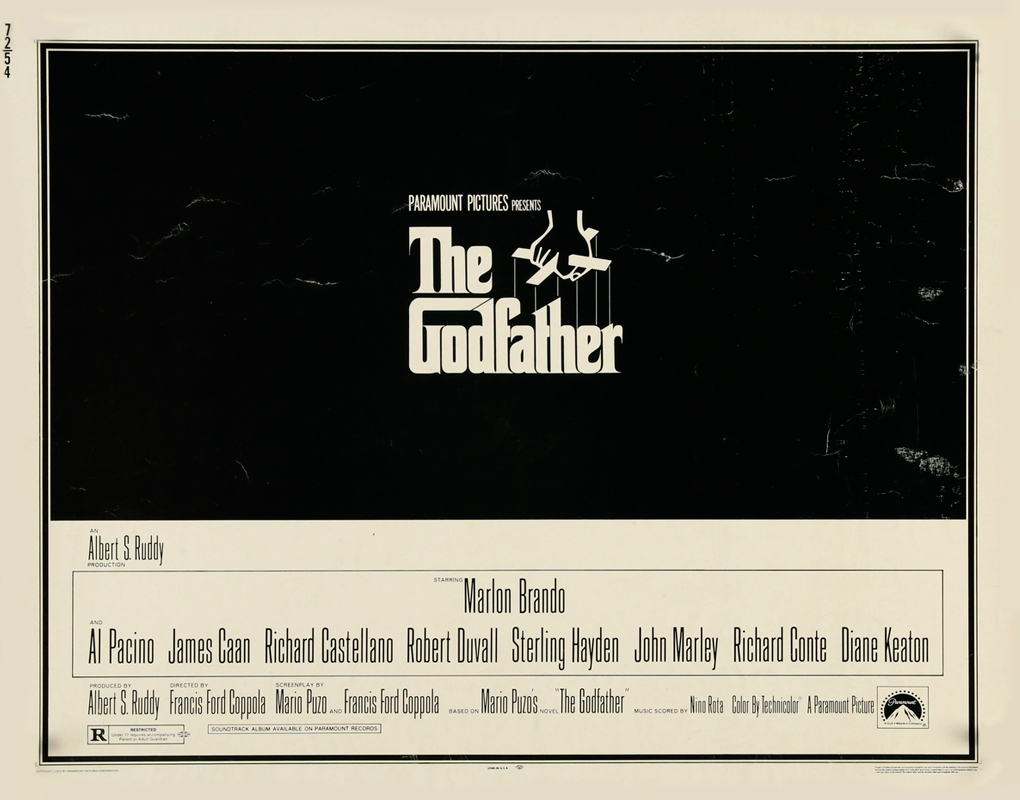 7254
PARAMOUNT PICTURES PRESENTS
The
Godfather
AN
Albert S. Ruddy
PRODUCTION
STARRING Marlon Brando
AND
Al Pacino James Caan Richard Castellano Robert Duvall Sterling Hayden John Marley Richard Conte Diane Keaton
PRODUCED BY Albert S. Ruddy DIRECTED BY Francis Ford Coppola SCREENPLAY BY Mario Puzo AND Francis Ford Coppola BASED ON Mario Puzo's NOVEL "The Godfather" MUSIC SCORED BY Nino Rota Color By Technicolor® A Paramount Picture Paramount
R RESTRICTED
Under 17 requires accompanying
Parent or Adult Guardian
SOUNDTRACK ALBUM AVAILABLE ON PARAMOUNT RECORDS